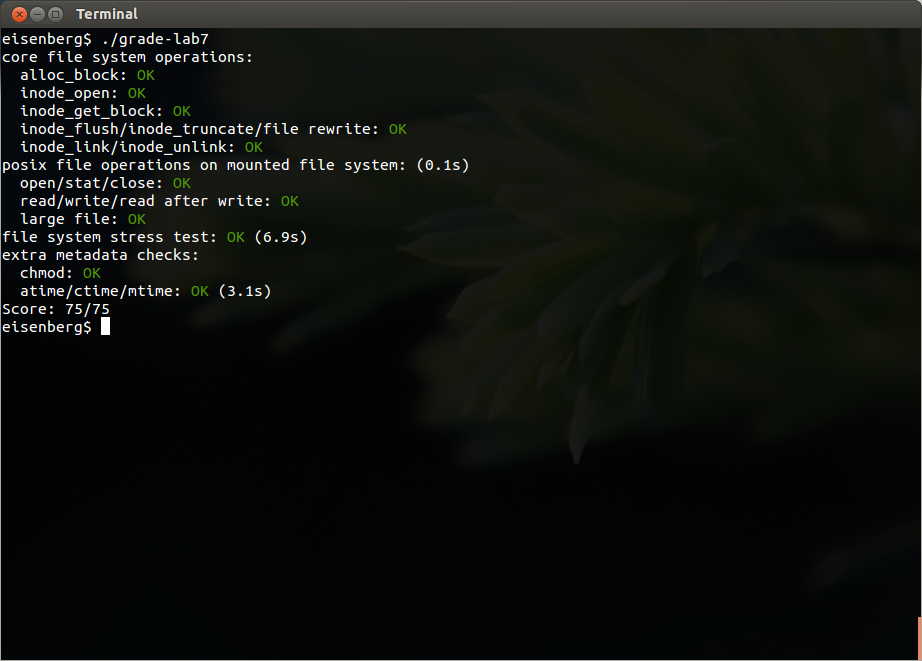 Terminal
eisenberg$ ./grade-lab7
core file system operations:
  alloc_block: OK
  inode_open: OK
  inode_get_block: OK
  inode_flush/inode_truncate/file rewrite: OK
  inode_link/inode_unlink: OK
posix file operations on mounted file system: (0.1s)
  open/stat/close: OK
  read/write/read after write: OK
  large file: OK
file system stress test: OK (6.9s)
extra metadata checks:
  chmod: OK
  atime/ctime/mtime: OK (3.1s)
Score: 75/75
eisenberg$